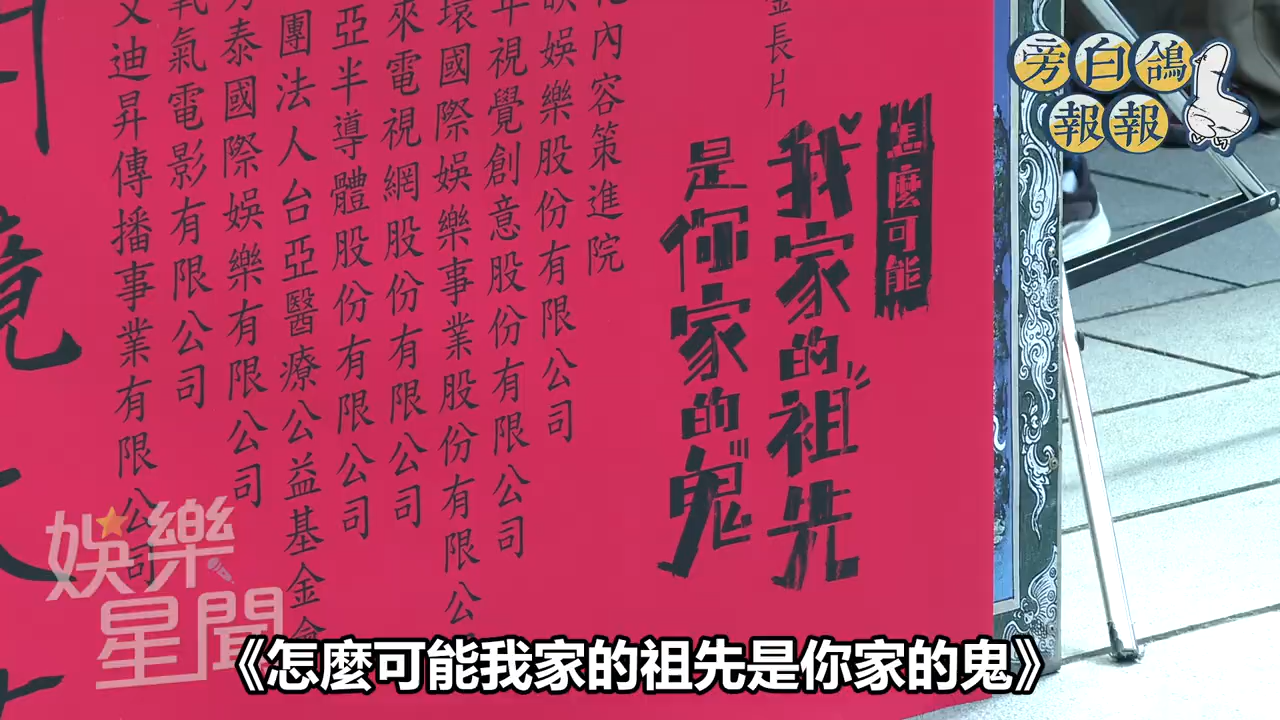 旁白鴿
報報
長片
怎麼可能
我家的祖先
是你家的鬼
化內容策進院
娛樂股份有限公司
年視覺創意股份有限公司
環國際娛樂事業股份有限公
來電視網股份有限公司
亞半導體股份有限公司
團法人台亞醫療公益基金會
泰國際娛樂有限公司
氧氣電影有限公司
艾迪昇傳播事業有限公司
娛樂
星聞
《怎麼可能我家的祖先是你家的鬼》